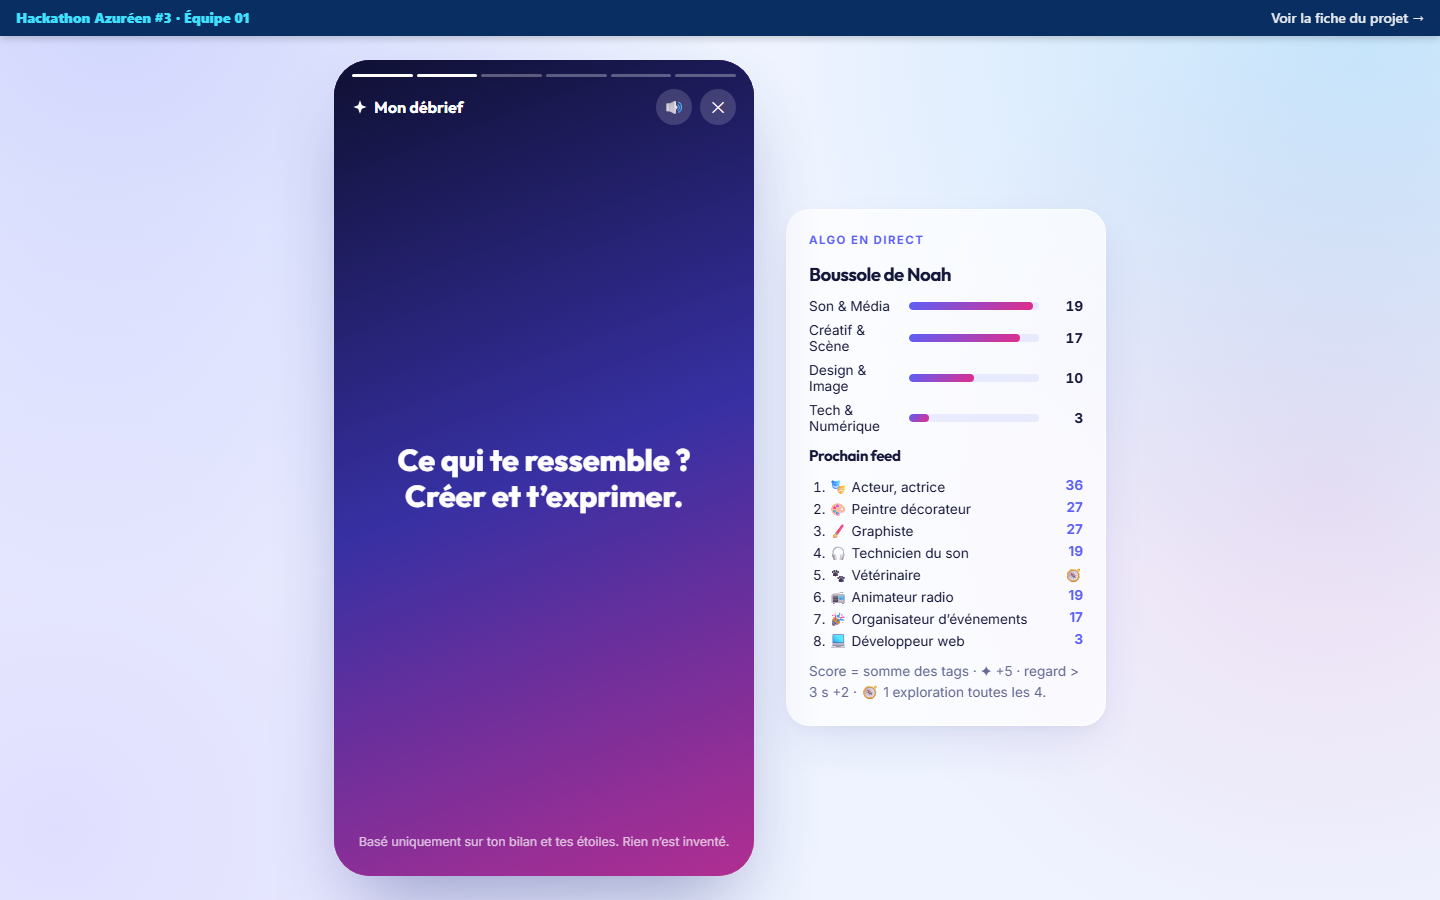 Hackathon Azuréen #3 · Équipe 01
Voir la fiche du projet →
✦ Mon débrief
Ce qui te ressemble ?
Créer et t’exprimer.
Basé uniquement sur ton bilan et tes étoiles. Rien n’est inventé.
ALGO EN DIRECT
Boussole de Noah
Son & Média 19
Créatif &
Scène 17
Design &
Image 10
Tech &
Numérique 3
Prochain feed
1. 🎭 Acteur, actrice 36
2. 🎨 Peintre décorateur 27
3. 🖌️ Graphiste 27
4. 🎧 Technicien du son 19
5. 🐾 Vétérinaire 🧭
6. 📻 Animateur radio 19
7. 🎉 Organisateur d’événements 17
8. 💻 Développeur web 3
Score = somme des tags · ✦ +5 · regard >
3 s +2 · 🧭 1 exploration toutes les 4.